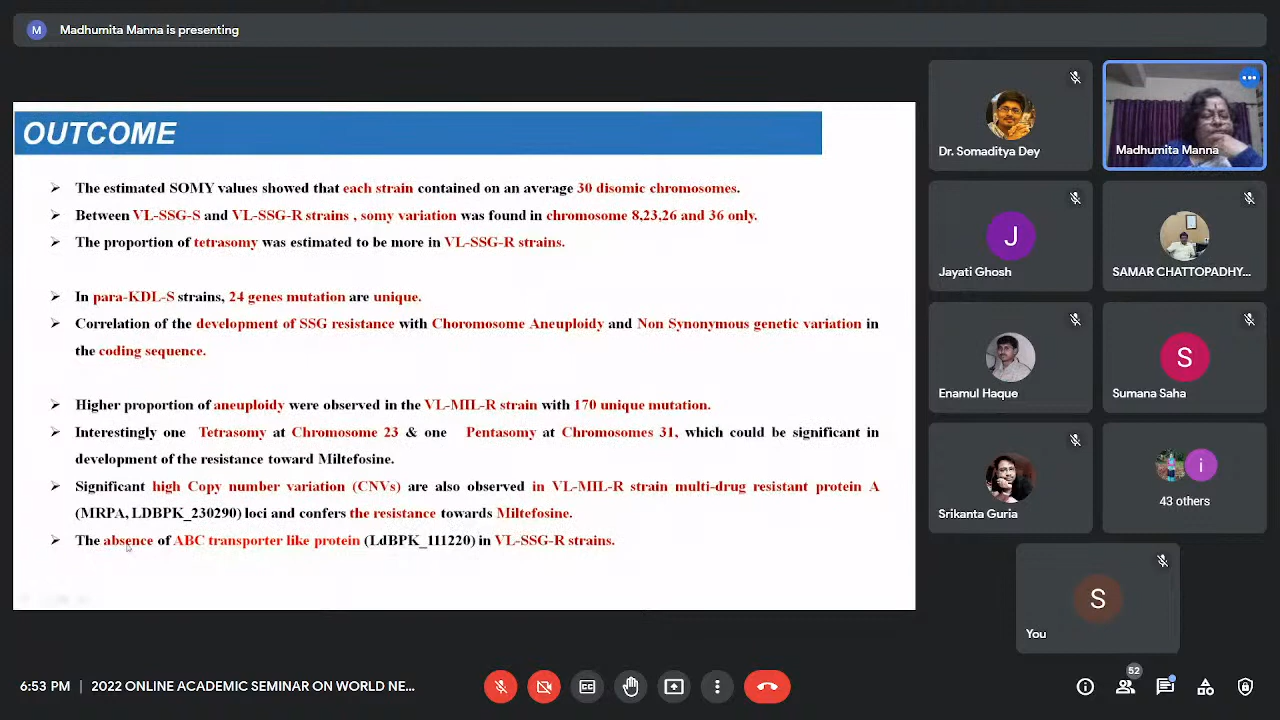 M
Madhumita Manna is presenting
OUTCOME
➢ The estimated SOMY values showed that each strain contained on an average 30 disomic chromosomes.
➢ Between VL-SSG-S and VL-SSG-R strains , somy variation was found in chromosome 8,23,26 and 36 only.
➢ The proportion of tetrasomy was estimated to be more in VL-SSG-R strains.
➢ In para-KDL-S strains, 24 genes mutation are unique.
➢ Correlation of the development of SSG resistance with Choromosome Aneuploidy and Non Synonymous genetic variation in
the coding sequence.
➢ Higher proportion of aneuploidy were observed in the VL-MIL-R strain with 170 unique mutation.
➢ Interestingly one Tetrasomy at Chromosome 23 & one Pentasomy at Chromosomes 31, which could be significant in
development of the resistance toward Miltefosine.
➢ Significant high Copy number variation (CNVs) are also observed in VL-MIL-R strain multi-drug resistant protein A
(MRPA, LDBPK_230290) loci and confers the resistance towards Miltefosine.
➢ The absence of ABC transporter like protein (LdBPK_111220) in VL-SSG-R strains.
Dr. Somaditya Dey
Madhumita Manna
J
Jayati Ghosh
SAMAR CHATTOPADHY...
Enamul Haque
S
Sumana Saha
Srikanta Guria
i
43 others
S
You
6:53 PM | 2022 ONLINE ACADEMIC SEMINAR ON WORLD NE...
52